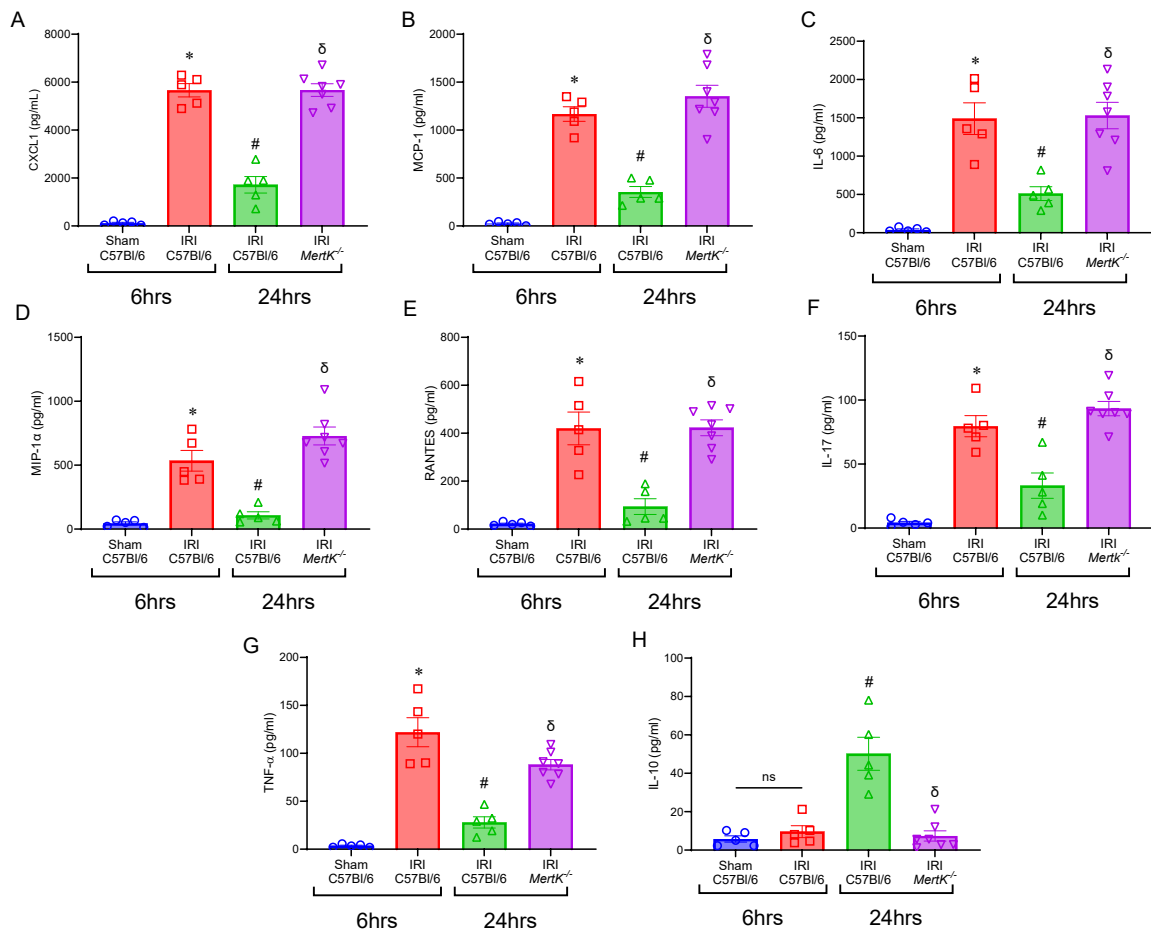 A
CXCL1 (pg/mL)
8000
6000
4000
2000
0
*
#
δ
Sham IRI IRI IRI
C57Bl/6 C57Bl/6 C57Bl/6 MertK-/-
6hrs 24hrs
B
MCP-1 (pg/ml)
2000
1500
1000
500
0
*
#
δ
Sham IRI IRI IRI
C57Bl/6 C57Bl/6 C57Bl/6 MertK-/-
6hrs 24hrs
C
IL-6 (pg/ml)
2500
2000
1500
1000
500
0
*
#
δ
Sham IRI IRI IRI
C57Bl/6 C57Bl/6 C57Bl/6 MertK-/-
6hrs 24hrs
D
MIP-1α (pg/ml)
1500
1000
500
0
*
#
δ
Sham IRI IRI IRI
C57Bl/6 C57Bl/6 C57Bl/6 MertK-/-
6hrs 24hrs
E
RANTES (pg/ml)
800
600
400
200
0
*
#
δ
Sham IRI IRI IRI
C57Bl/6 C57Bl/6 C57Bl/6 MertK-/-
6hrs 24hrs
F
IL-17 (pg/ml)
150
100
50
0
*
#
δ
Sham IRI IRI IRI
C57Bl/6 C57Bl/6 C57Bl/6 Mertk-/-
6hrs 24hrs
G
TNF-α (pg/ml)
200
150
100
50
0
*
#
δ
Sham IRI IRI IRI
C57Bl/6 C57Bl/6 C57Bl/6 MertK-/-
6hrs 24hrs
H
IL-10 (pg/ml)
100
80
60
40
20
0
ns
#
δ
Sham IRI IRI IRI
C57Bl/6 C57Bl/6 C57Bl/6 MertK-/-
6hrs 24hrs